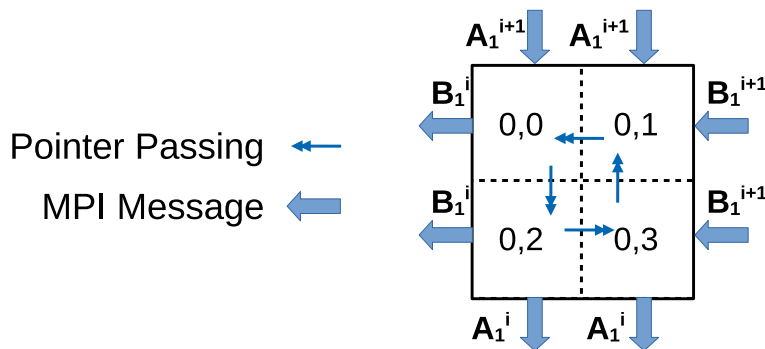 A₁ⁱ⁺¹ A₁ⁱ⁺¹
B₁ⁱ 0,0 0,1 B₁ⁱ⁺¹
Pointer Passing
MPI Message
B₁ⁱ 0,2 0,3 B₁ⁱ⁺¹
A₁ⁱ A₁ⁱ